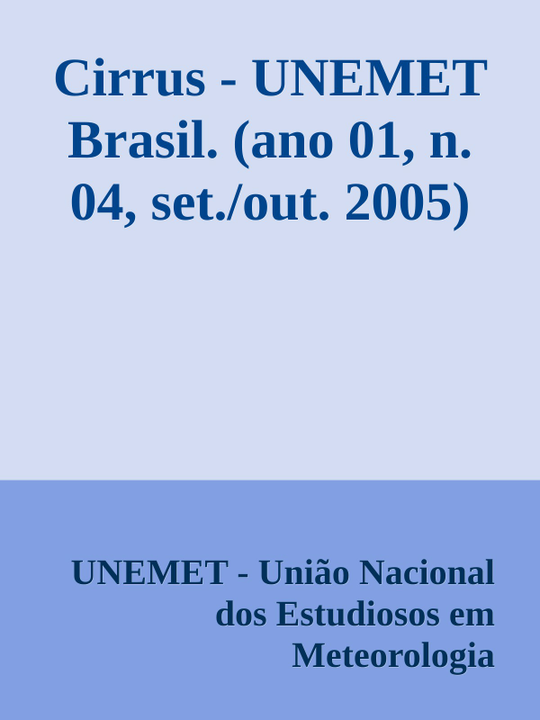 Cirrus - UNEMET
Brasil. (ano 01, n.
04, set./out. 2005)
UNEMET - União Nacional
dos Estudiosos em
Meteorologia